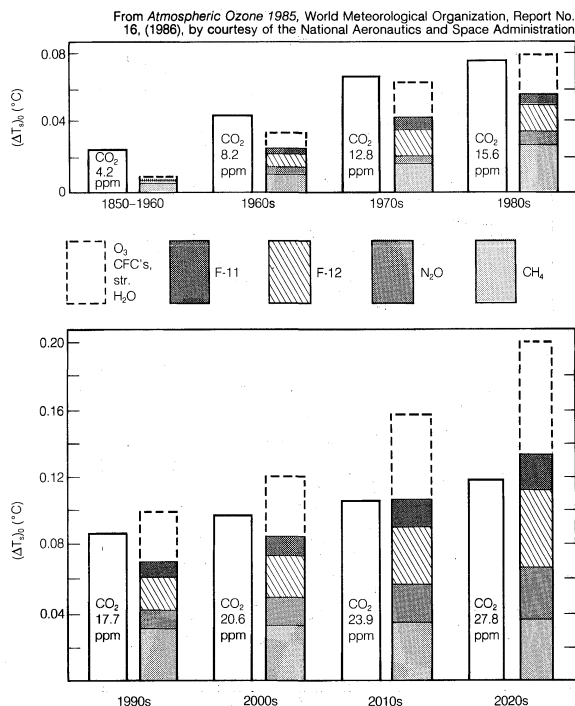 From Atmospheric Ozone 1985, World Meteorological Organization, Report No.
16, (1986), by courtesy of the National Aeronautics and Space Administration
0.08
0.04
0
(ΔTs)0 (°C)
CO2
4.2
ppm
CO2
8.2
ppm
CO2
12.8
ppm
CO2
15.6
ppm
1850–1960
1960s
1970s
1980s
O3
CFC's,
str.
H2O
F-11
F-12
N2O
CH4
0.20
0.16
0.12
0.08
0.04
(ΔTs)0 (°C)
CO2
17.7
ppm
CO2
20.6
ppm
CO2
23.9
ppm
CO2
27.8
ppm
1990s
2000s
2010s
2020s